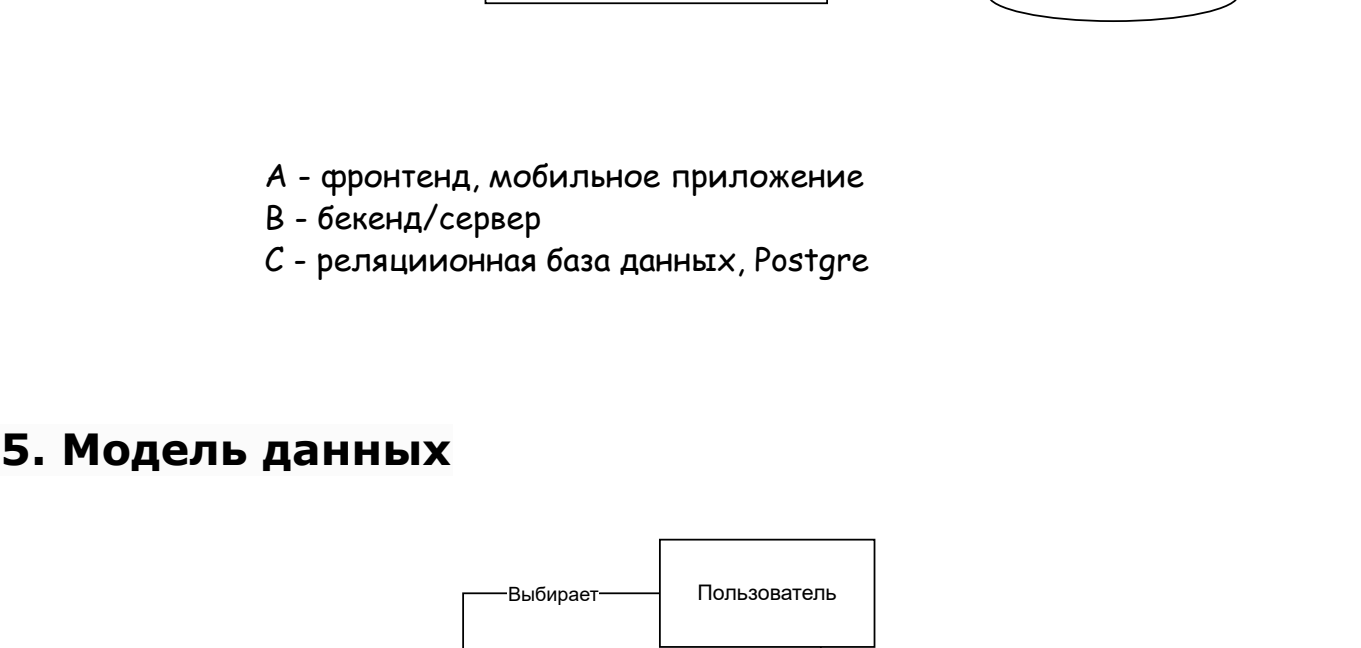 A - фронтенд, мобильное приложение
B - бекенд/сервер
C - реляциионная база данных, Postgre
5. Модель данных
Выбирает
Пользователь